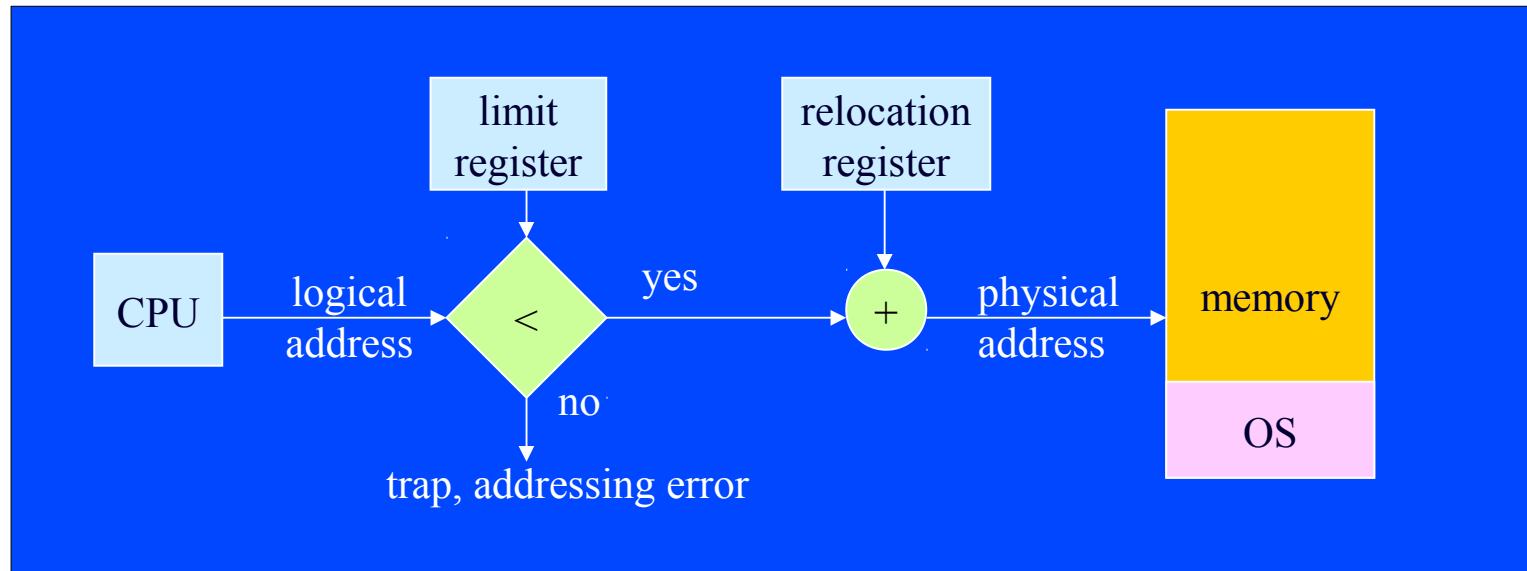 limit
register
relocation
register
CPU
logical
address
<
yes
+
physical
address
memory
no
OS
trap, addressing error